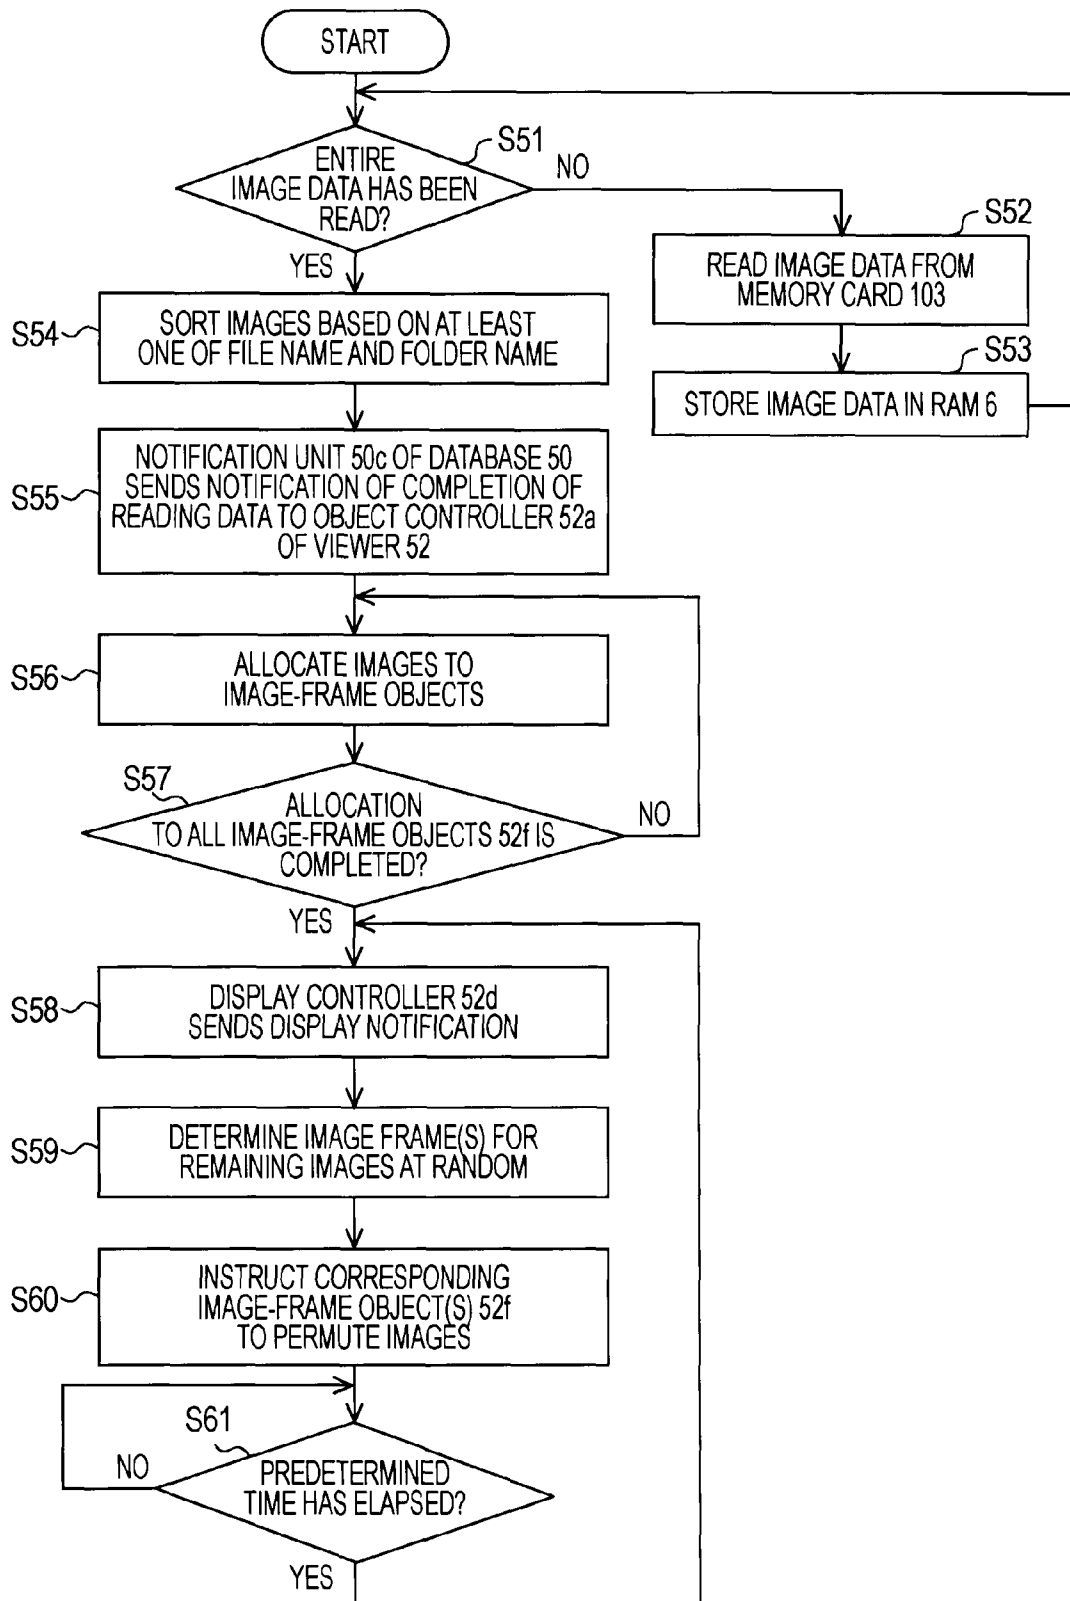 START
S51
ENTIRE
IMAGE DATA HAS BEEN
READ?
NO
YES
S52
READ IMAGE DATA FROM
MEMORY CARD 103
S53
STORE IMAGE DATA IN RAM 6
S54
SORT IMAGES BASED ON AT LEAST
ONE OF FILE NAME AND FOLDER NAME
S55
NOTIFICATION UNIT 50c OF DATABASE 50
SENDS NOTIFICATION OF COMPLETION OF
READING DATA TO OBJECT CONTROLLER 52a
OF VIEWER 52
S56
ALLOCATE IMAGES TO
IMAGE-FRAME OBJECTS
S57
ALLOCATION
TO ALL IMAGE-FRAME OBJECTS 52f IS
COMPLETED?
NO
YES
S58
DISPLAY CONTROLLER 52d
SENDS DISPLAY NOTIFICATION
S59
DETERMINE IMAGE FRAME(S) FOR
REMAINING IMAGES AT RANDOM
S60
INSTRUCT CORRESPONDING
IMAGE-FRAME OBJECT(S) 52f
TO PERMUTE IMAGES
S61
NO
PREDETERMINED
TIME HAS ELAPSED?
YES